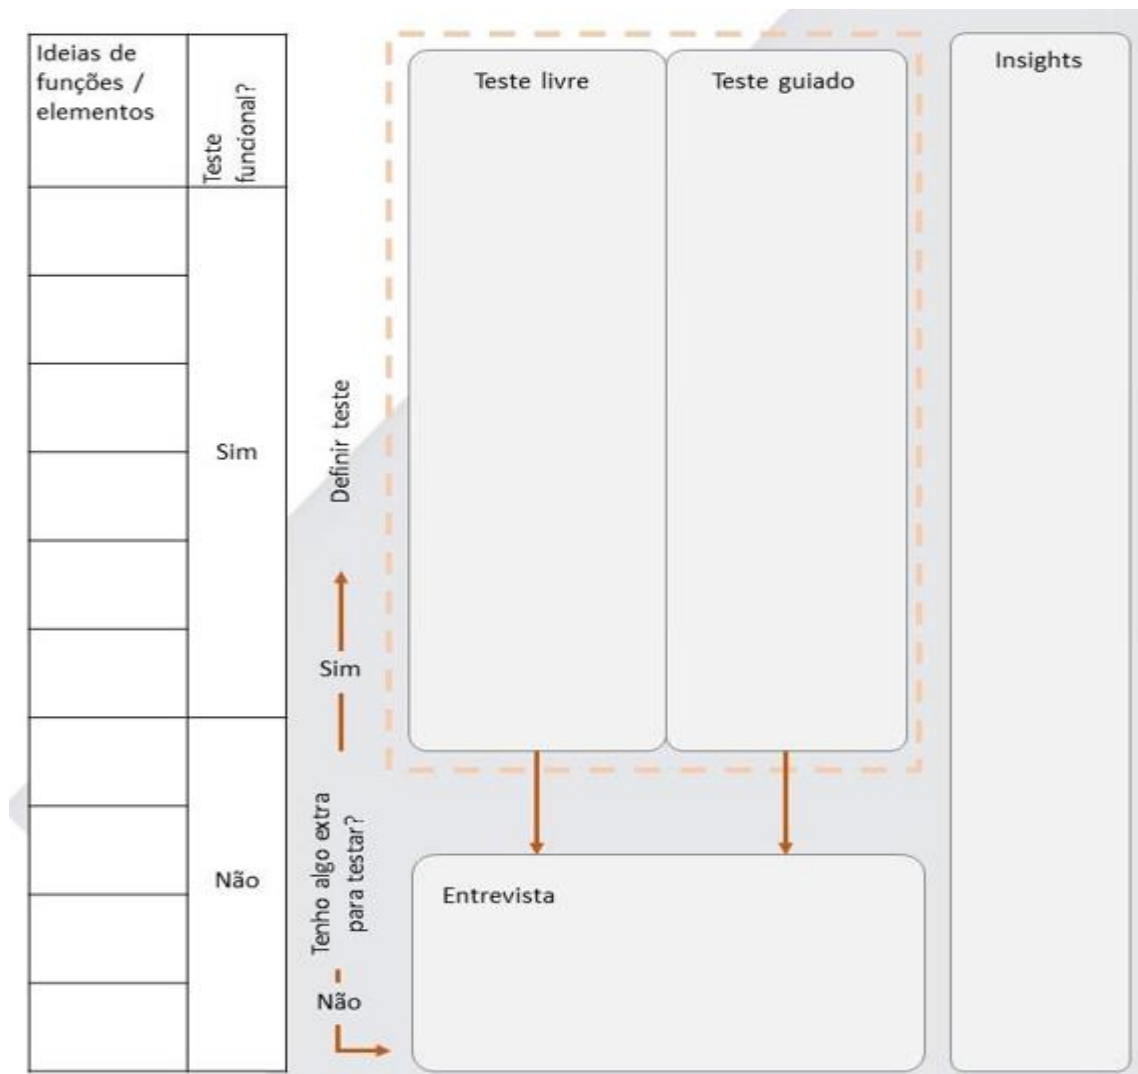 Ideias de
funções /
elementos
Teste
funcional?
Sim
Não
Definir teste
Sim
Tenho algo extra
para testar?
Não
Teste livre
Teste guiado
Entrevista
Insights